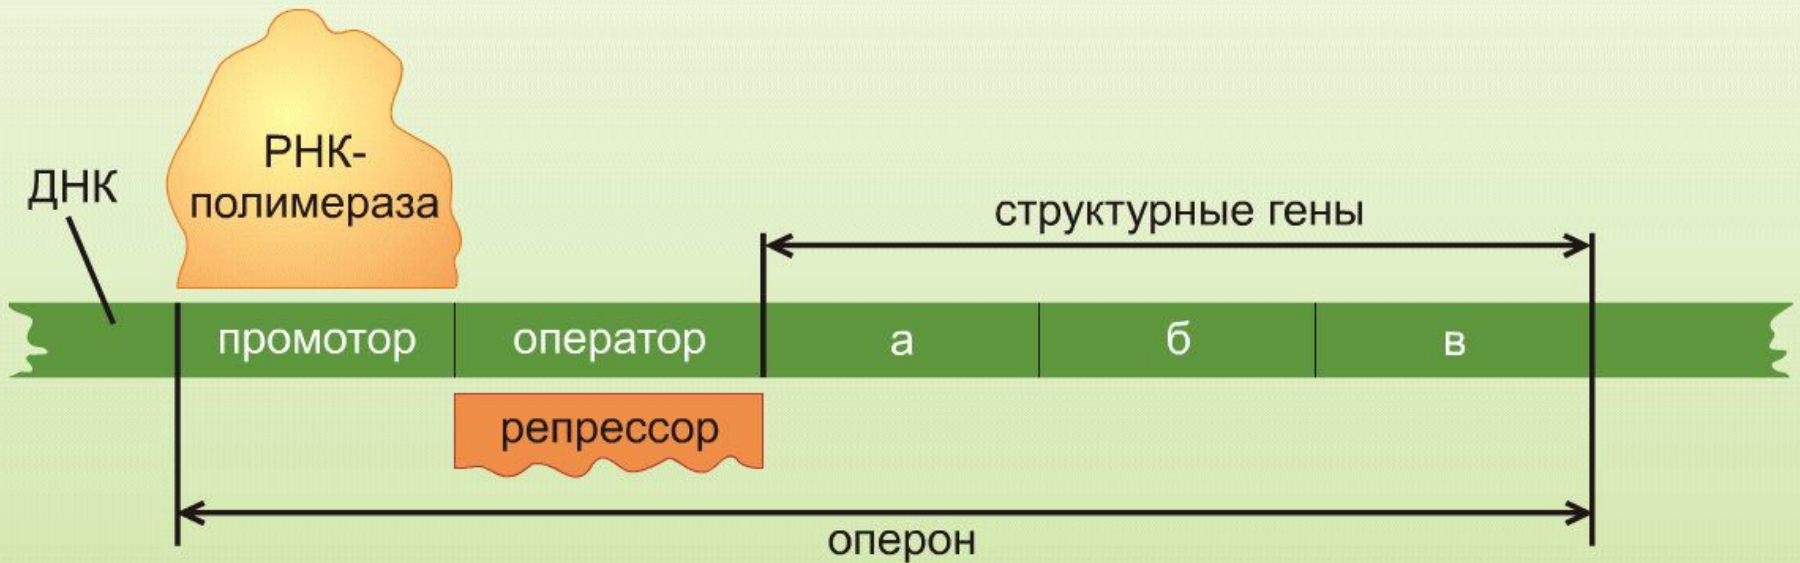 РНК-
полимераза
ДНК
структурные гены
промотор оператор а б в
репрессор
оперон